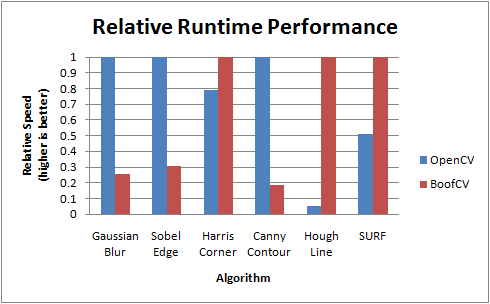 Relative Runtime Performance
Relative Speed
(higher is better)
1
0.9
0.8
0.7
0.6
0.5
0.4
0.3
0.2
0.1
0
Gaussian
Blur
Sobel
Edge
Harris
Corner
Canny
Contour
Hough
Line
SURF
Algorithm
OpenCV
BoofCV